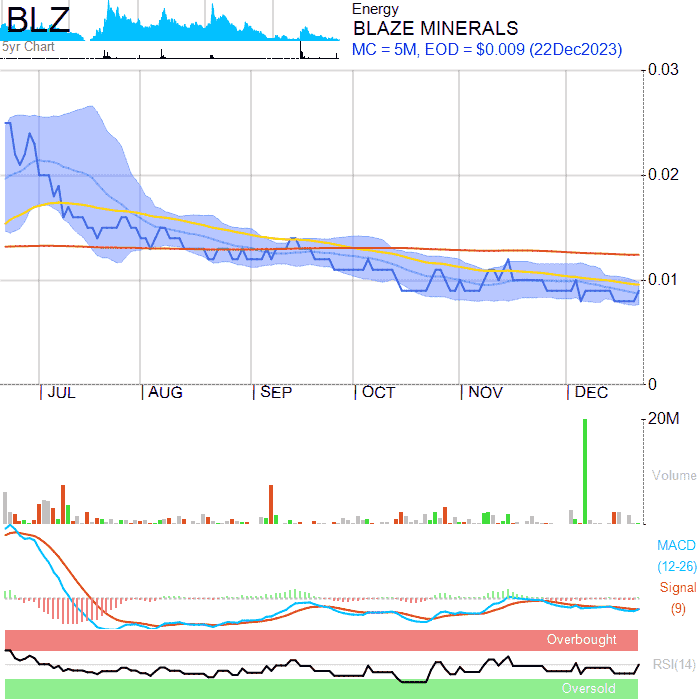 BLZ
5yr Chart
Energy
BLAZE MINERALS
MC = 5M, EOD = $0.009 (22Dec2023)
0.03
0.02
0.01
0
JUL AUG SEP OCT NOV DEC
20M
Volume
MACD
(12-26)
Signal
(9)
Overbought
RSI(14)
Oversold